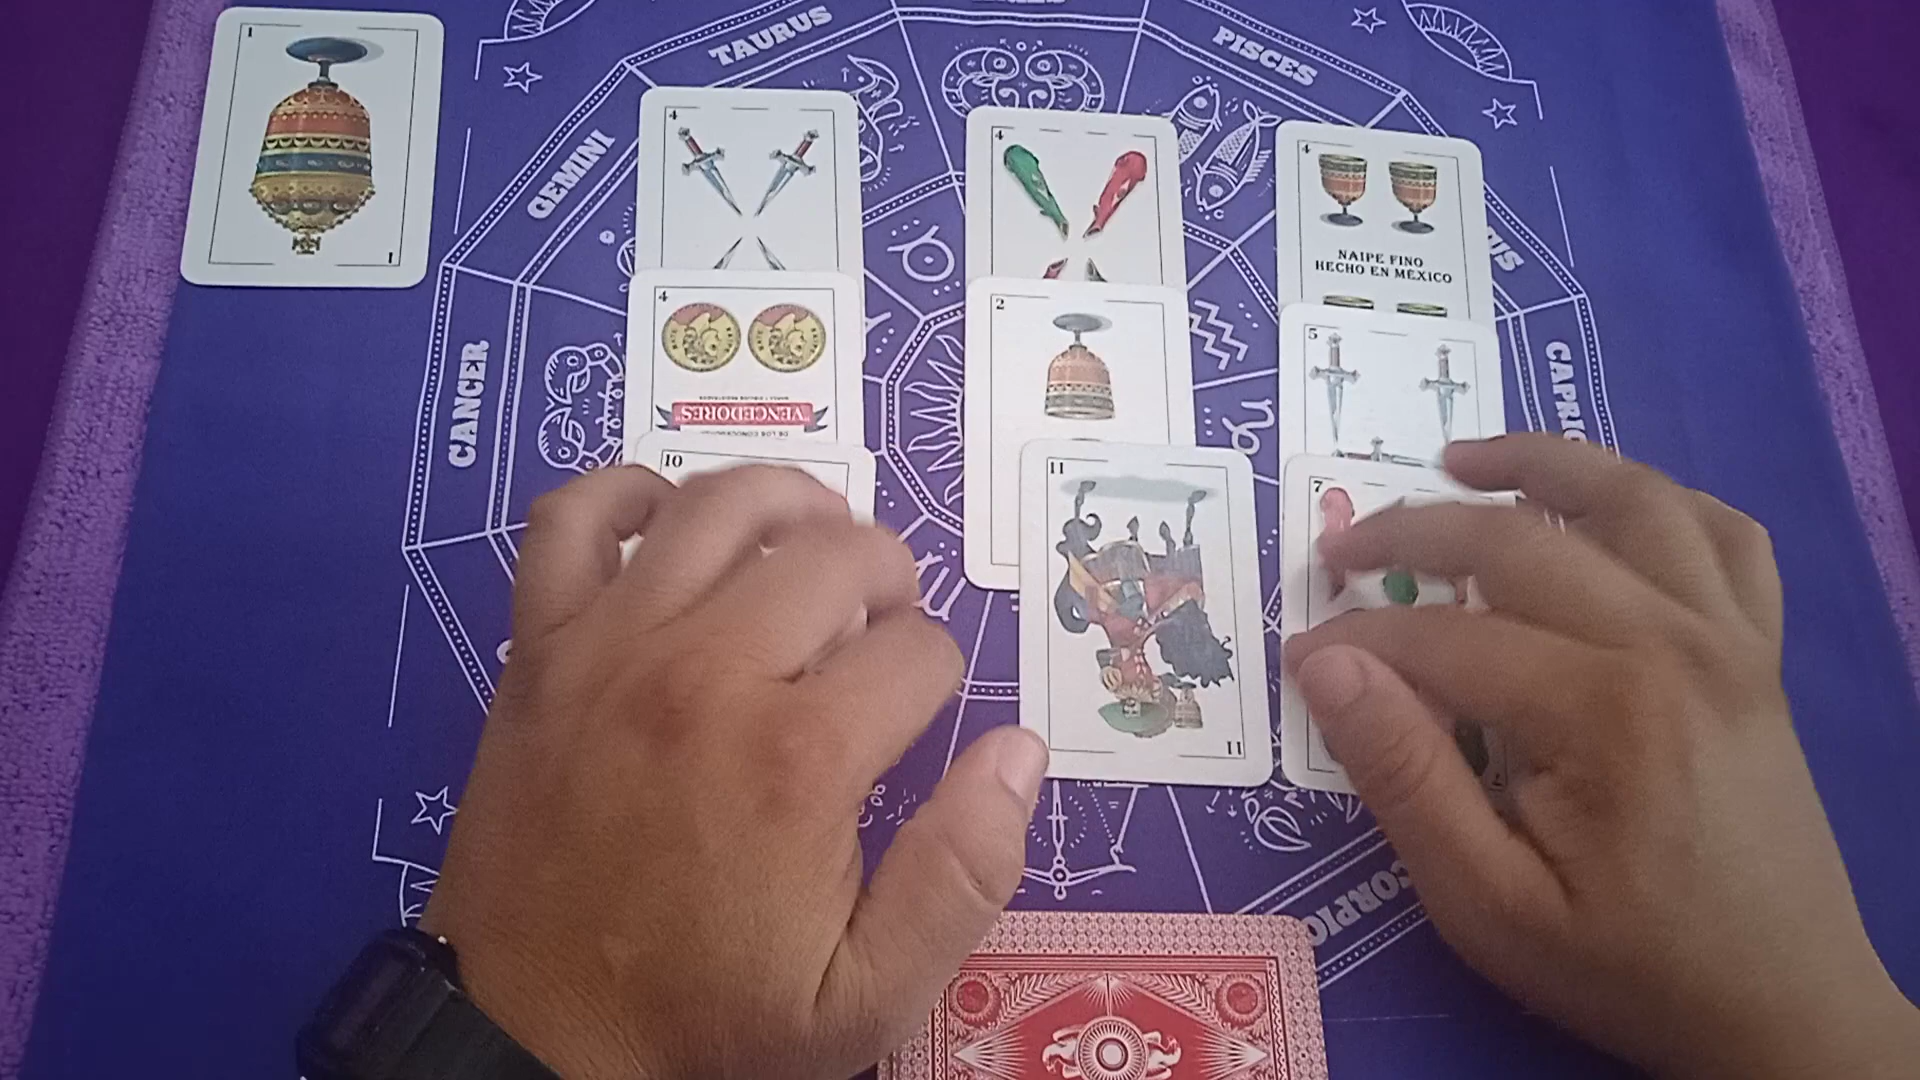 TAURUS
PISCES
GEMINI
CANCER
1
1
4
4
4
NAIPE FINO
HECHO EN MÉXICO
4
"VENCEDORES"
2
5
10
11
11
7